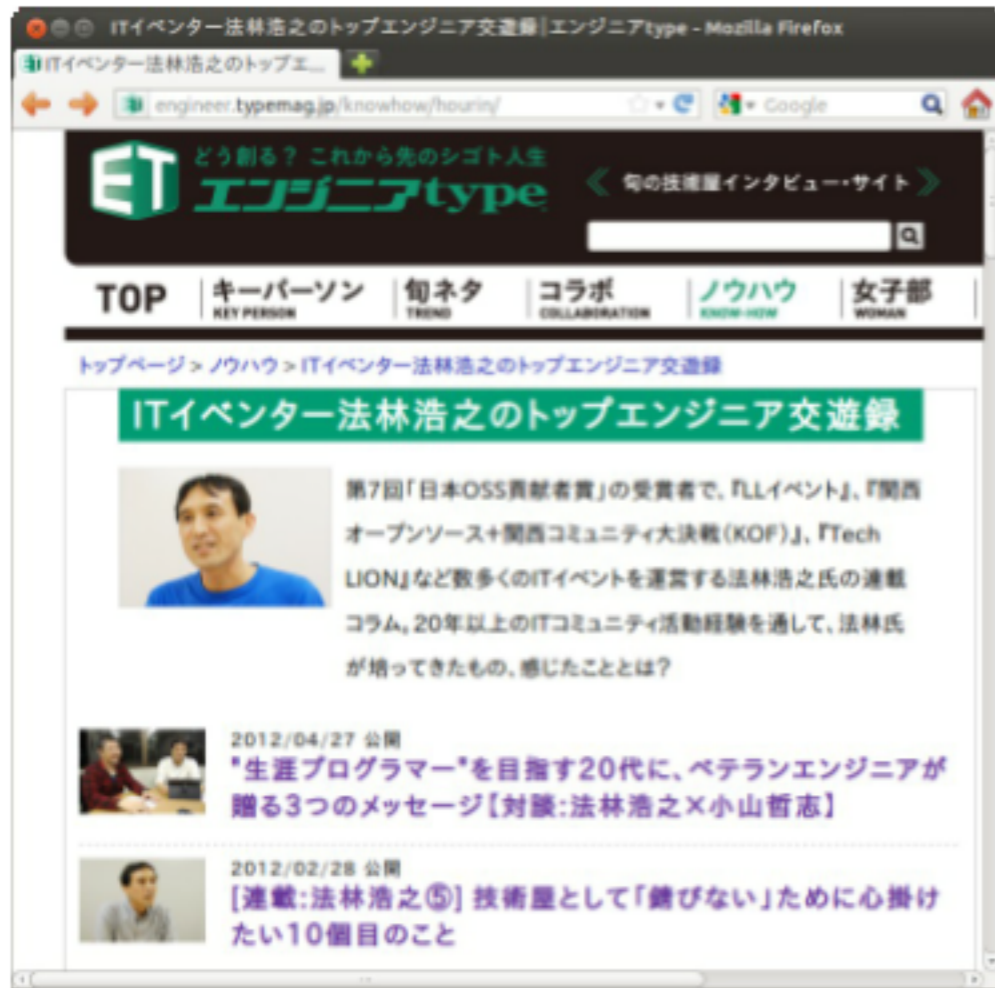 ITイベンター法林浩之のトップエンジニア交遊録|エンジニアtype - Mozilla Firefox
ITイベンター法林浩之のトップエ...
engineer.typemag.jp/knowhow/hourin/
Google
ET
どう創る？ これから先のシゴト人生
エンジニアtype
旬の技術屋インタビュー・サイト
TOP
キーパーソン
KEY PERSON
旬ネタ
TREND
コラボ
COLLABORATION
ノウハウ
KNOW-HOW
女子部
WOMAN
トップページ > ノウハウ > ITイベンター法林浩之のトップエンジニア交遊録
ITイベンター法林浩之のトップエンジニア交遊録
第7回「日本OSS貢献者賞」の受賞者で、『LLイベント』、『関西
オープンソース+関西コミュニティ大決戦(KOF)』、『Tech
LION』など数多くのITイベントを運営する法林浩之氏の連載
コラム。20年以上のITコミュニティ活動経験を通して、法林氏
が培ってきたもの、感じたこととは?
2012/04/27 公開
"生涯プログラマー"を目指す20代に、ベテランエンジニアが
贈る3つのメッセージ【対談:法林浩之×小山哲志】
2012/02/28 公開
[連載:法林浩之⑤] 技術屋として「錆びない」ために心掛け
たい10個目のこと